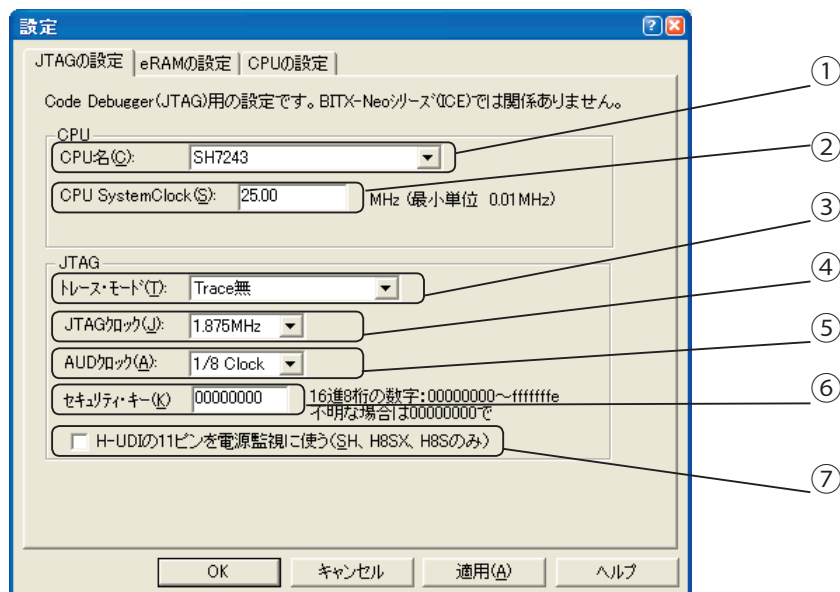 設定
JTAGの設定 eRAMの設定 CPUの設定
Code Debugger(JTAG)用の設定です。BITX-Neoシリーズ(ICE)では関係ありません。
CPU
CPU名(C): SH7243
CPU SystemClock(S): 25.00 MHz (最小単位 0.01MHz)
JTAG
トレース・モード(T): Trace無
JTAGクロック(J): 1.875MHz
AUDクロック(A): 1/8 Clock
セキュリティ・キー(K) 00000000 16進8桁の数字:00000000～fffffffe
不明な場合は00000000で
H-UDIの11ピンを電源監視に使う(SH、H8SX、H8Sのみ)
OK キャンセル 適用(A) ヘルプ
①
②
③
④
⑤
⑥
⑦